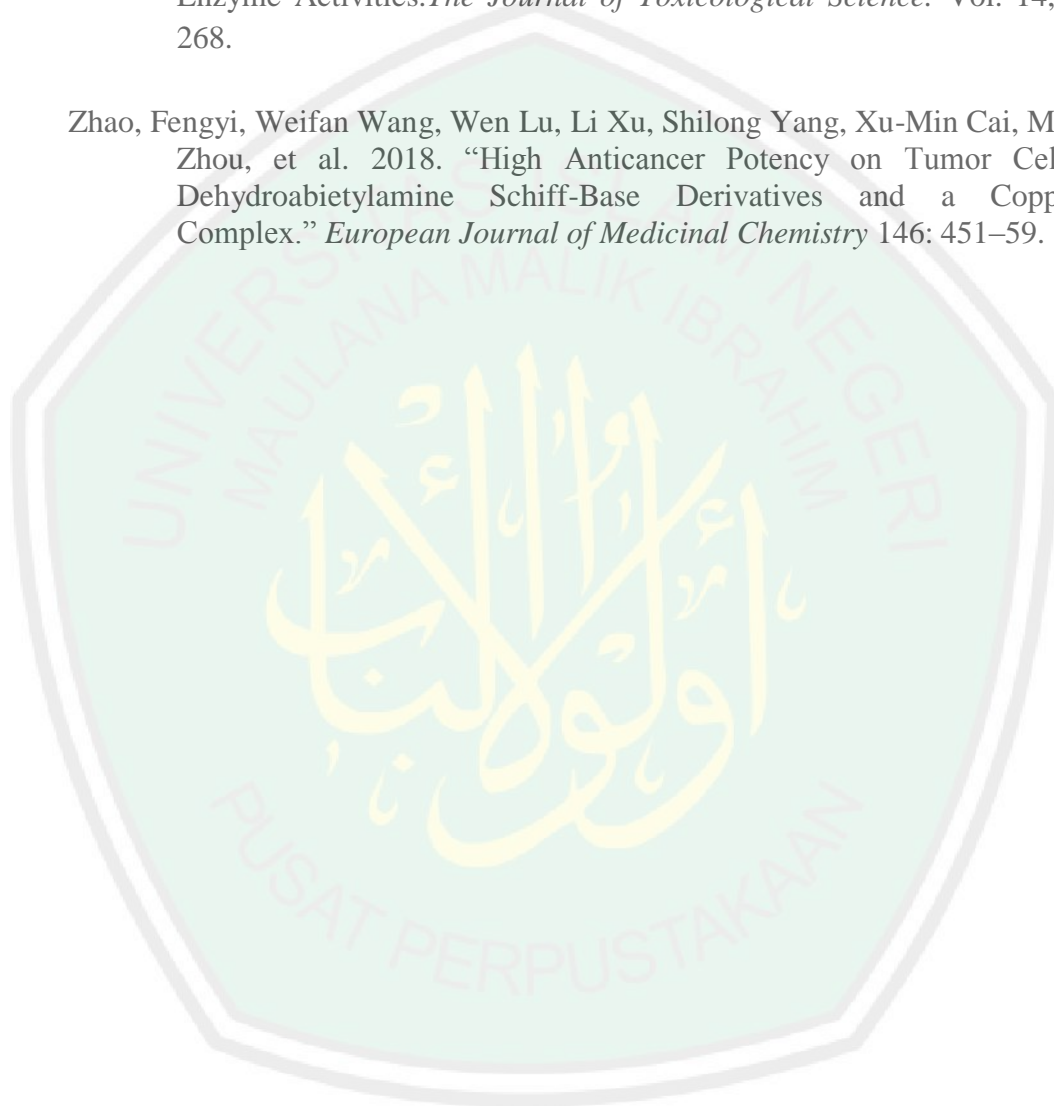 Enzyme Activities.The Journal of Toxicological Science. Vol. 14,
268.
Zhao, Fengyi, Weifan Wang, Wen Lu, Li Xu, Shilong Yang, Xu-Min Cai, M
Zhou, et al. 2018. “High Anticancer Potency on Tumor Cel
Dehydroabietylamine Schiff-Base Derivatives and a Copp
Complex.” European Journal of Medicinal Chemistry 146: 451–59.
UNIVERSITAS ISLAM NEGERI
MAULANA MALIK IBRAHIM
أولوا الألباب
PUSAT PERPUSTAKAAN